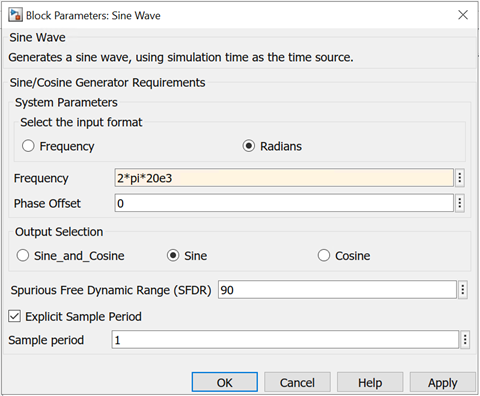 Block Parameters: Sine Wave
Sine Wave
Generates a sine wave, using simulation time as the time source.
Sine/Cosine Generator Requirements
System Parameters
Select the input format
Frequency Radians
Frequency 2*pi*20e3
Phase Offset 0
Output Selection
Sine_and_Cosine Sine Cosine
Spurious Free Dynamic Range (SFDR) 90
Explicit Sample Period
Sample period 1
OK Cancel Help Apply